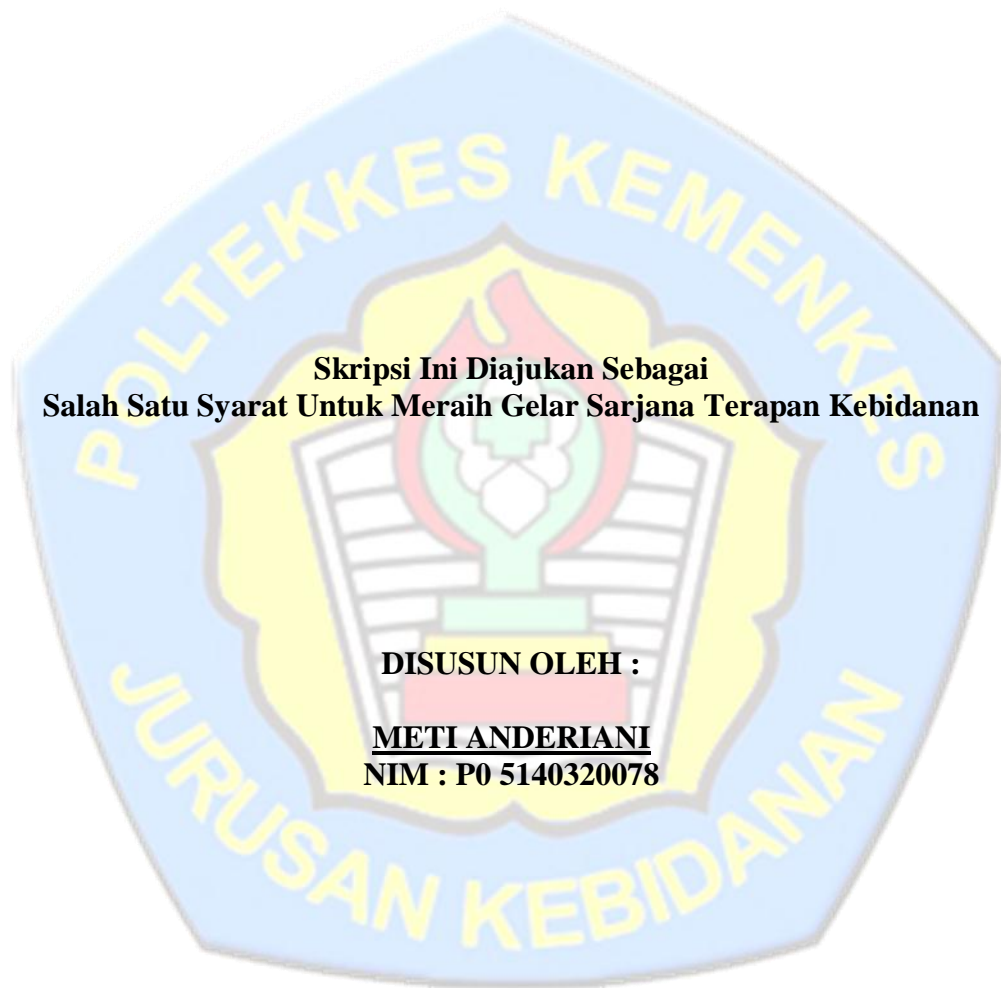 POLTEKKES KEMENKES
Skripsi Ini Diajukan Sebagai
Salah Satu Syarat Untuk Meraih Gelar Sarjana Terapan Kebidanan
DISUSUN OLEH :
METI ANDERIANI
NIM : P0 5140320078
JURUSAN KEBIDANAN